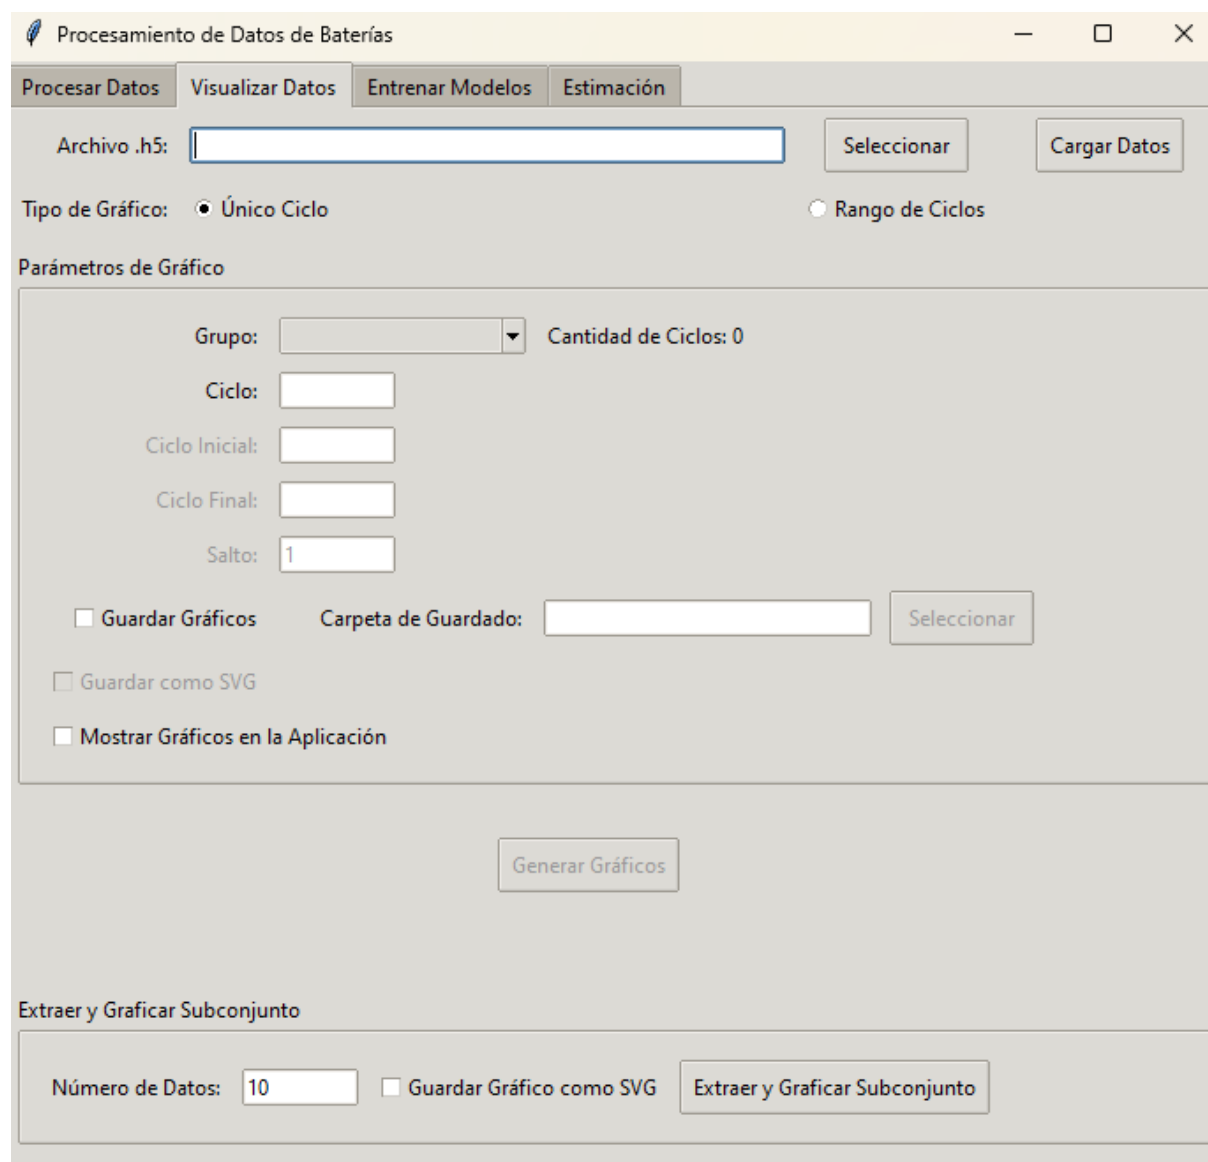 Procesamiento de Datos de Baterías
Procesar Datos Visualizar Datos Entrenar Modelos Estimación
Archivo .h5: Seleccionar Cargar Datos
Tipo de Gráfico: Único Ciclo Rango de Ciclos
Parámetros de Gráfico
Grupo: Cantidad de Ciclos: 0
Ciclo:
Ciclo Inicial:
Ciclo Final:
Salto: 1
Guardar Gráficos Carpeta de Guardado: Seleccionar
Guardar como SVG
Mostrar Gráficos en la Aplicación
Generar Gráficos
Extraer y Graficar Subconjunto
Número de Datos: 10 Guardar Gráfico como SVG Extraer y Graficar Subconjunto